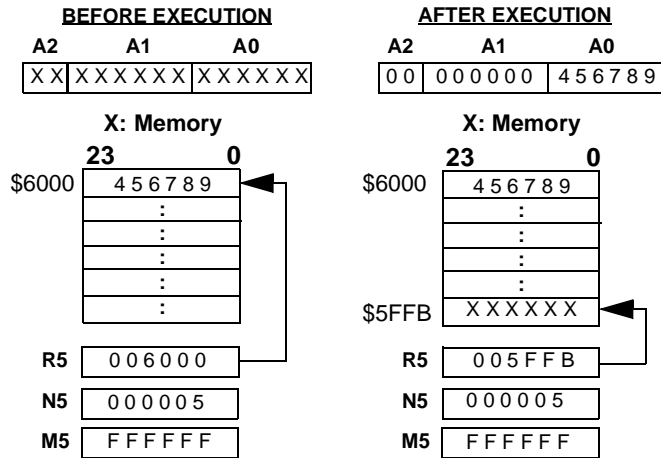 BEFORE EXECUTION
A2 A1 A0
X X X X X X X X X X X X X X
X: Memory
23 0
$6000 4 5 6 7 8 9
:
:
:
:
:
R5 0 0 6 0 0 0
N5 0 0 0 0 0 5
M5 F F F F F F
AFTER EXECUTION
A2 A1 A0
0 0 0 0 0 0 0 0 4 5 6 7 8 9
X: Memory
23 0
$6000 4 5 6 7 8 9
:
:
:
:
$5FFB X X X X X X
R5 0 0 5 F F B
N5 0 0 0 0 0 5
M5 F F F F F F